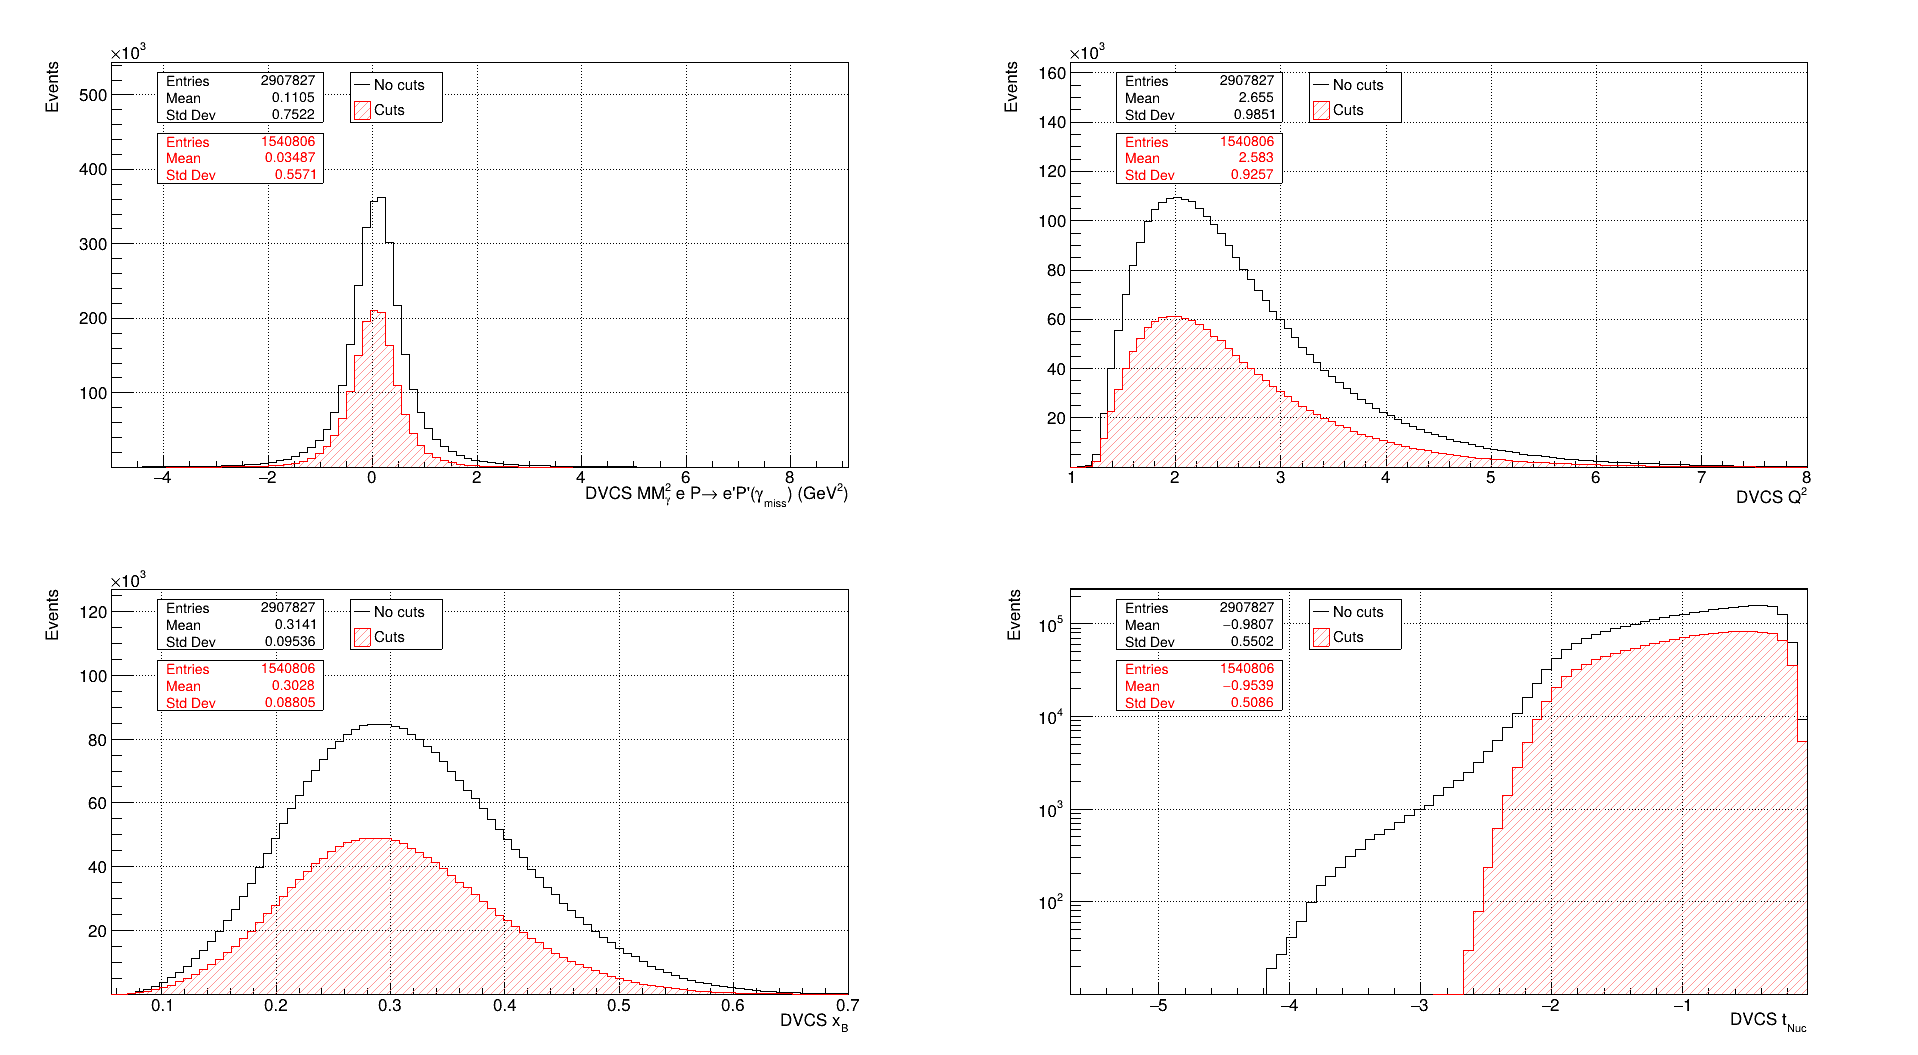 ×10³
Events
Entries 2907827
Mean 0.1105
Std Dev 0.7522
Entries 1540806
Mean 0.03487
Std Dev 0.5571
No cuts
Cuts
500
400
300
200
100
−4 −2 0 2 4 6 8
DVCS MM²γ e P→ e'P'(γmiss) (GeV²)
×10³
Events
Entries 2907827
Mean 2.655
Std Dev 0.9851
Entries 1540806
Mean 2.583
Std Dev 0.9257
No cuts
Cuts
160
140
120
100
80
60
40
20
1 2 3 4 5 6 7 8
DVCS Q²
×10³
Events
Entries 2907827
Mean 0.3141
Std Dev 0.09536
Entries 1540806
Mean 0.3028
Std Dev 0.08805
No cuts
Cuts
120
100
80
60
40
20
0.1 0.2 0.3 0.4 0.5 0.6 0.7
DVCS xB
Events
Entries 2907827
Mean −0.9807
Std Dev 0.5502
Entries 1540806
Mean −0.9539
Std Dev 0.5086
No cuts
Cuts
10⁵
10⁴
10³
10²
−5 −4 −3 −2 −1
DVCS tNuc